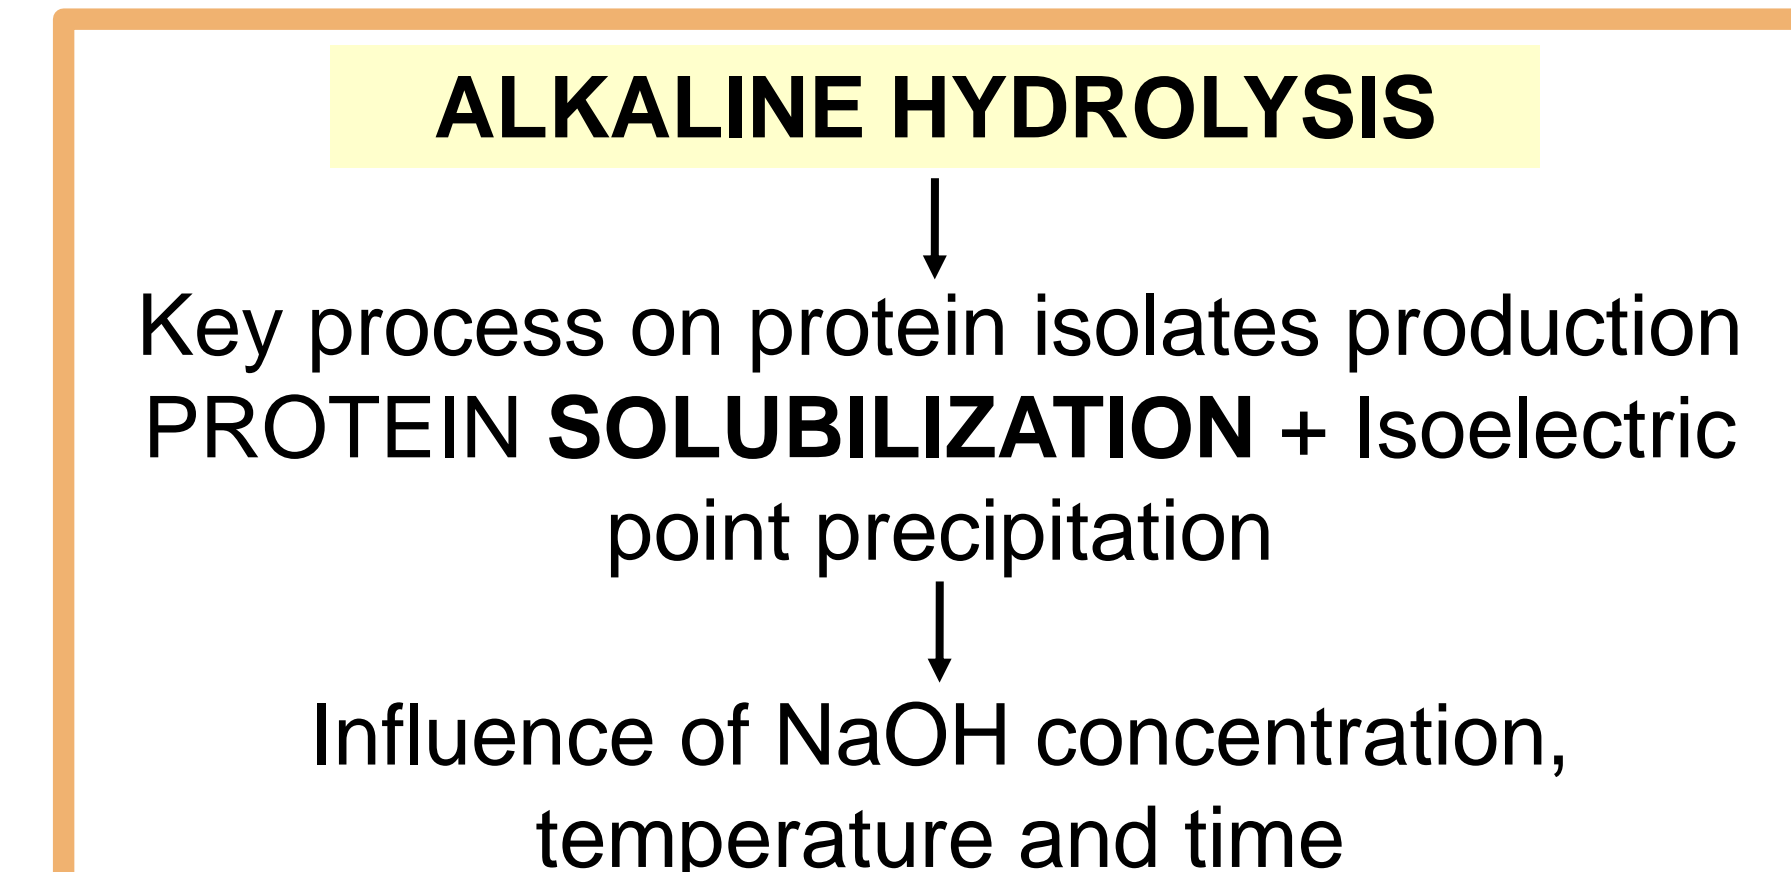 ALKALINE HYDROLYSIS
Key process on protein isolates production
PROTEIN SOLUBILIZATION + Isoelectric
point precipitation
Influence of NaOH concentration,
temperature and time